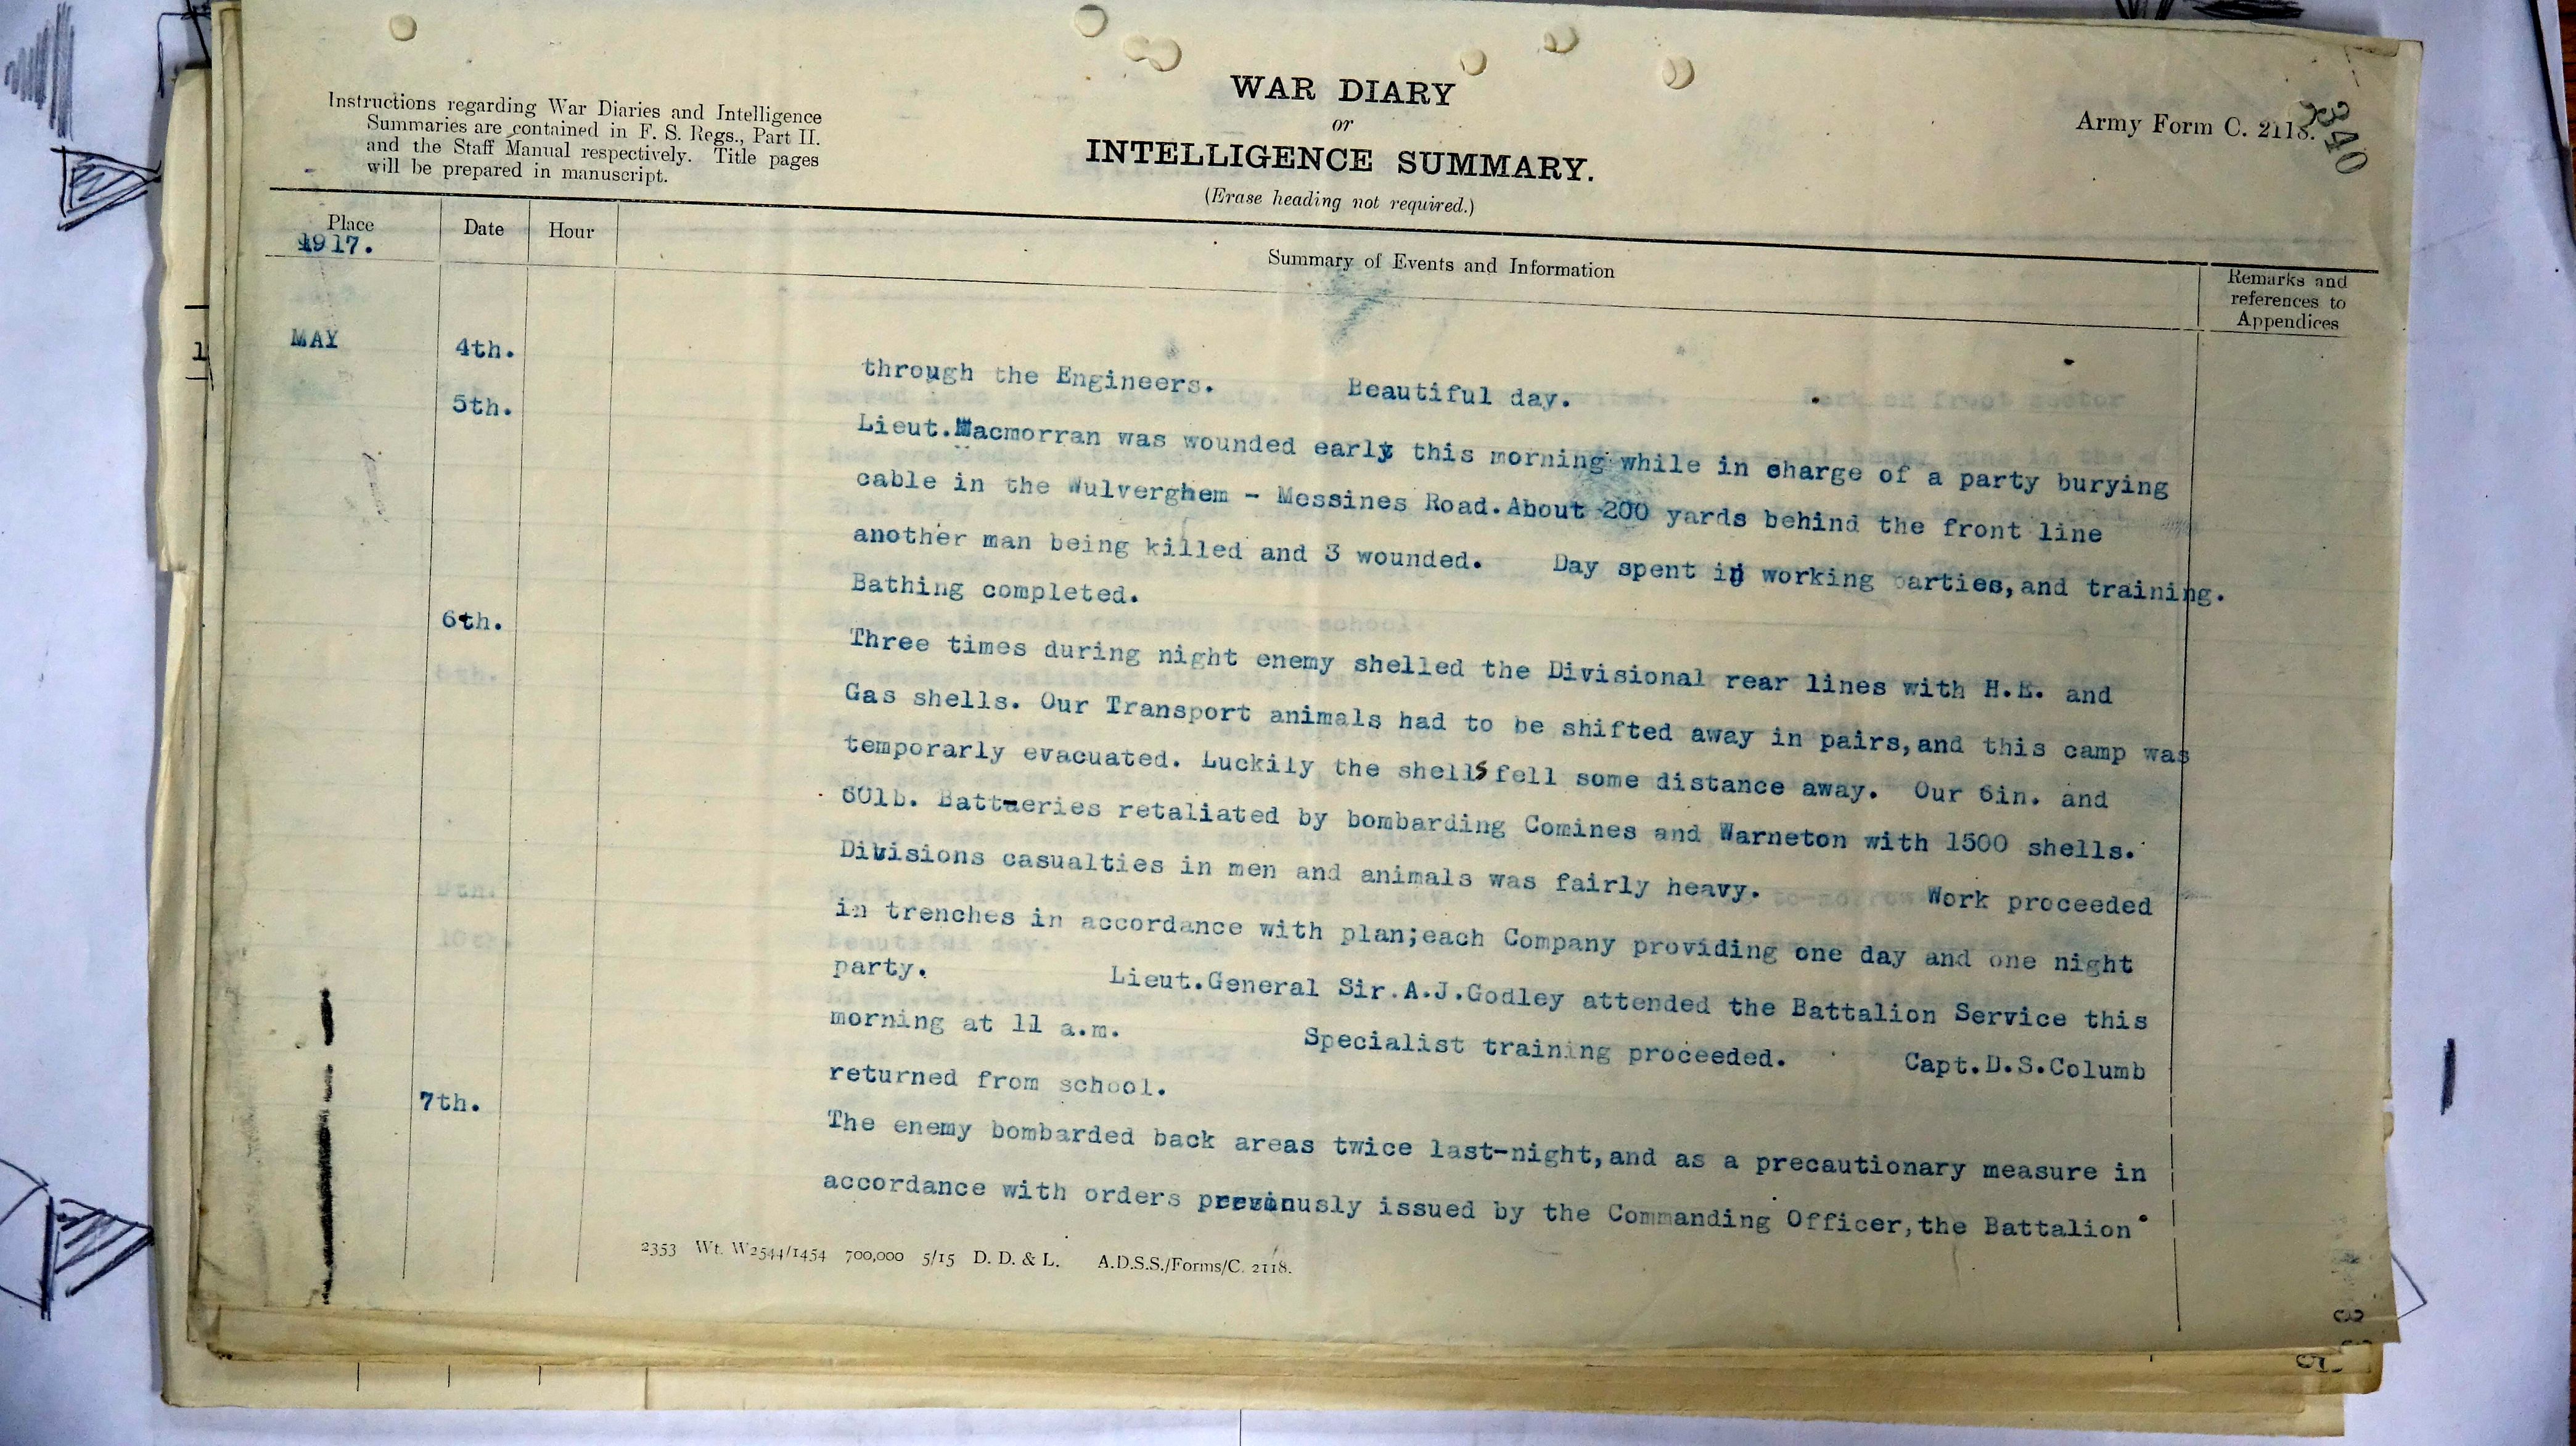 WAR DIARY
or
INTELLIGENCE SUMMARY.
(Erase heading not required.)
Instructions regarding War Diaries and Intelligence
Summaries are contained in F. S. Regs., Part II.
and the Staff Manual respectively. Title pages
will be prepared in manuscript.
Army Form C. 2118.
340
Place
1917.
Date
Hour
Summary of Events and Information
Remarks and
references to
Appendices
MAY
4th.
through the Engineers. Beautiful day.
5th.
Lieut.Macmorran was wounded early this morning while in charge of a party burying
cable in the Wulverghem - Messines Road.About 200 yards behind the front line
another man being killed and 3 wounded. Day spent in working parties,and training.
Bathing completed.
6th.
Three times during night enemy shelled the Divisional rear lines with H.E. and
Gas shells. Our Transport animals had to be shifted away in pairs,and this camp was
temporarly evacuated. Luckily the shells fell some distance away. Our 6in. and
60lb. Battaeries retaliated by bombarding Comines and Warneton with 1500 shells.
Divisions casualties in men and animals was fairly heavy. Work proceeded
in trenches in accordance with plan;each Company providing one day and one night
party. Lieut.General Sir.A.J.Godley attended the Battalion Service this
morning at 11 a.m. Specialist training proceeded. Capt.D.S.Columb
returned from school.
7th.
The enemy bombarded back areas twice last-night,and as a precautionary measure in
accordance with orders previously issued by the Commanding Officer,the Battalion
2353 Wt. W2544/1454 700,000 5/15 D. D. & L. A.D.S.S./Forms/C. 2118.